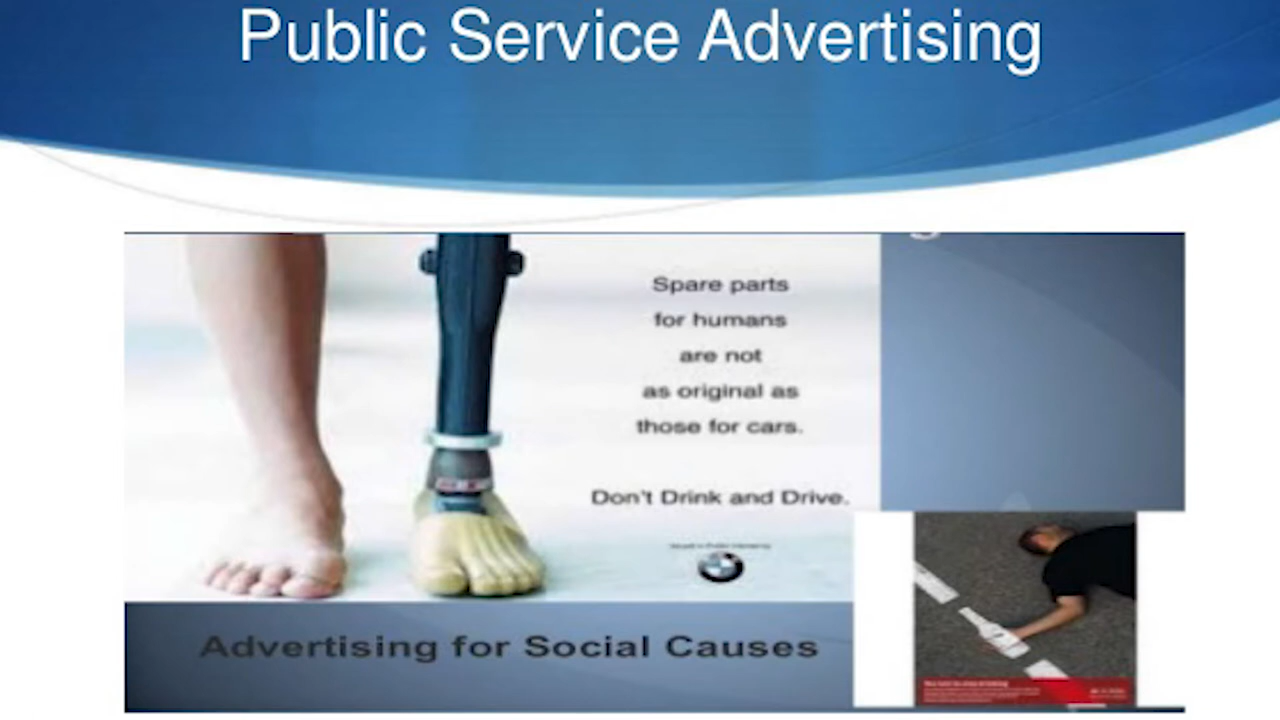 Public Service Advertising
Spare parts
for humans
are not
as original as
those for cars.
Don't Drink and Drive.
Advertising for Social Causes